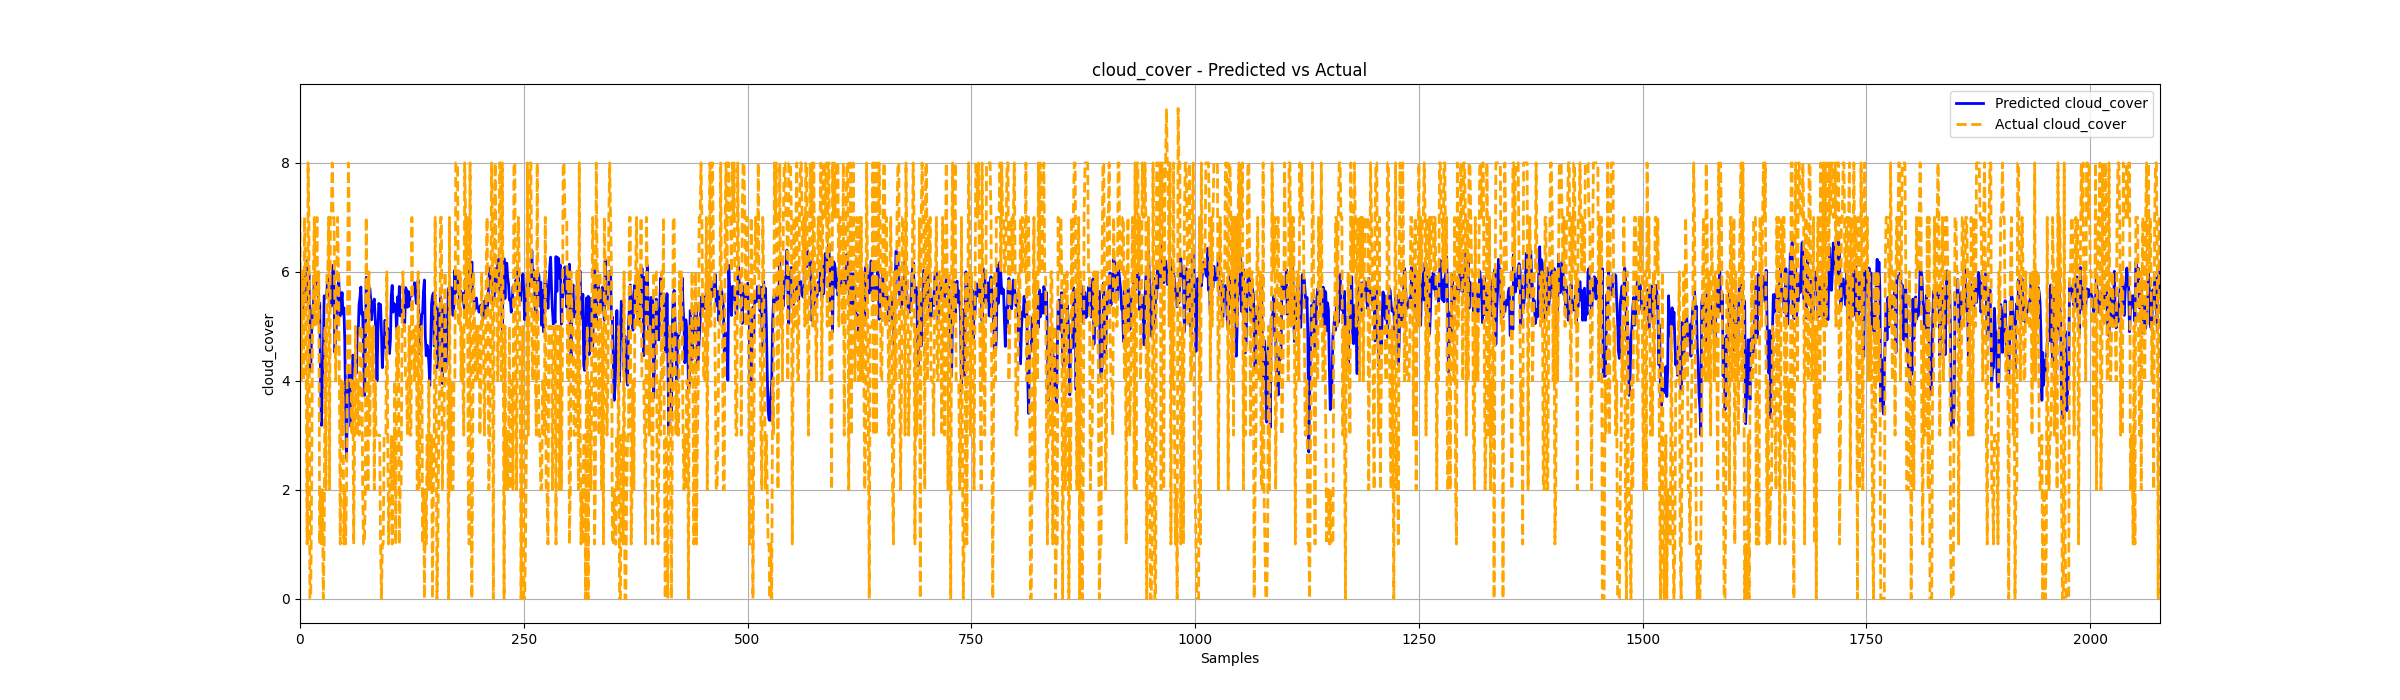 cloud_cover - Predicted vs Actual
Predicted cloud_cover
Actual cloud_cover
cloud_cover
8
6
4
2
0
0
250
500
750
1000
1250
1500
1750
2000
Samples